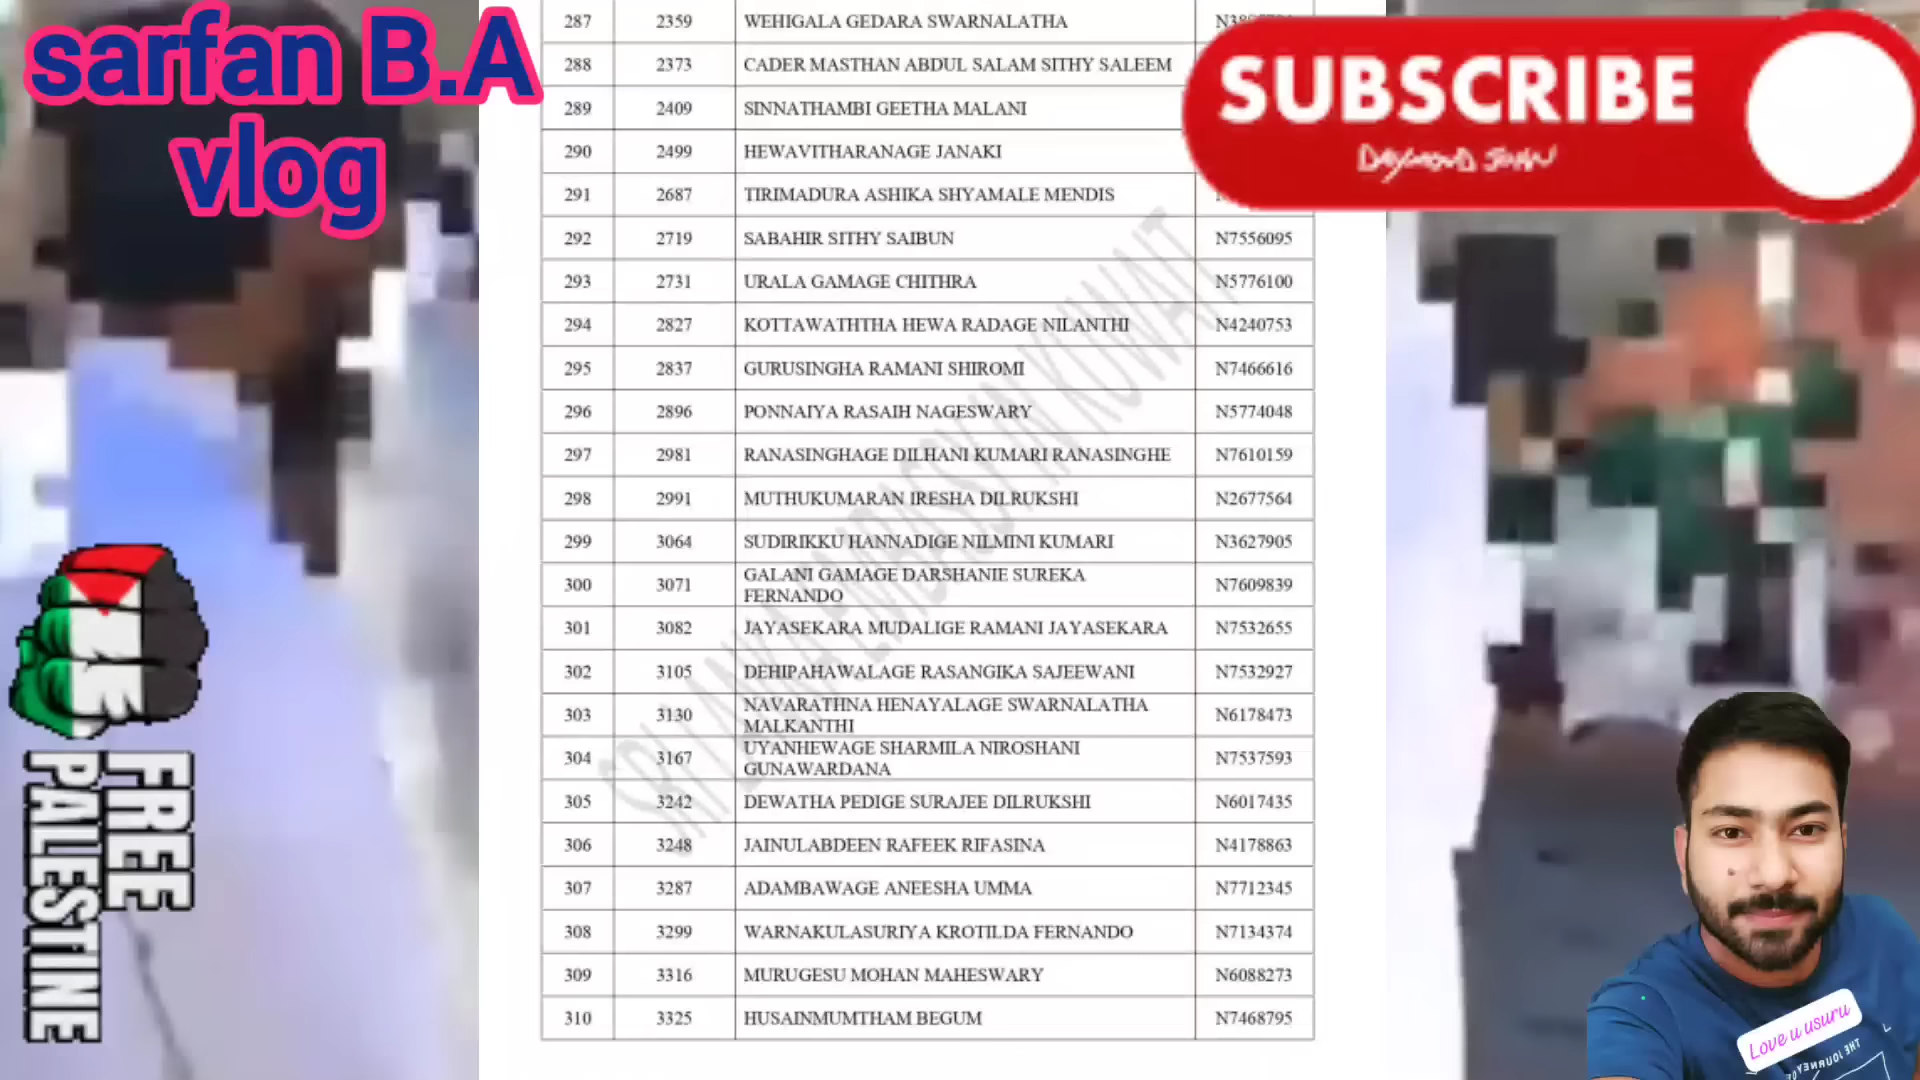 sarfan B.A
vlog
287 2359 WEHIGALA GEDARA SWARNALATHA
288 2373 CADER MASTHAN ABDUL SALAM SITHY SALEEM
289 2409 SINNATHAMBI GEETHA MALANI
290 2499 HEWAVITHARANAGE JANAKI
291 2687 TIRIMADURA ASHIKA SHYAMALE MENDIS
292 2719 SABAHIR SITHY SAIBUN N7556095
293 2731 URALA GAMAGE CHITHRA N5776100
294 2827 KOTTAWATHTHA HEWA RADAGE NILANTHI N4240753
295 2837 GURUSINGHA RAMANI SHIROMI N7466616
296 2896 PONNAIYA RASAIH NAGESWARY N5774048
297 2981 RANASINGHAGE DILHANI KUMARI RANASINGHE N7610159
298 2991 MUTHUKUMARAN IRESHA DILRUKSHI N2677564
299 3064 SUDIRIKKU HANNADIGE NILMINI KUMARI N3627905
300 3071 GALANI GAMAGE DARSHANIE SUREKA
FERNANDO N7609839
301 3082 JAYASEKARA MUDALIGE RAMANI JAYASEKARA N7532655
302 3105 DEHIPAHAWALAGE RASANGIKA SAJEEWANI N7532927
303 3130 NAVARATHNA HENAYALAGE SWARNALATHA
MALKANTHI N6178473
304 3167 UYANHEWAGE SHARMILA NIROSHANI
GUNAWARDANA N7537593
305 3242 DEWATHA PEDIGE SURAJEE DILRUKSHI N6017435
306 3248 JAINULABDEEN RAFEEK RIFASINA N4178863
307 3287 ADAMBAWAGE ANEESHA UMMA N7712345
308 3299 WARNAKULASURIYA KROTILDA FERNANDO N7134374
309 3316 MURUGESU MOHAN MAHESWARY N6088273
310 3325 HUSAINMUMTHAM BEGUM N7468795
SRI LANKA EMBASSY IN KUWAIT
SUBSCRIBE
FREE
PALESTINE
Love u usuru
THE JOURNEY